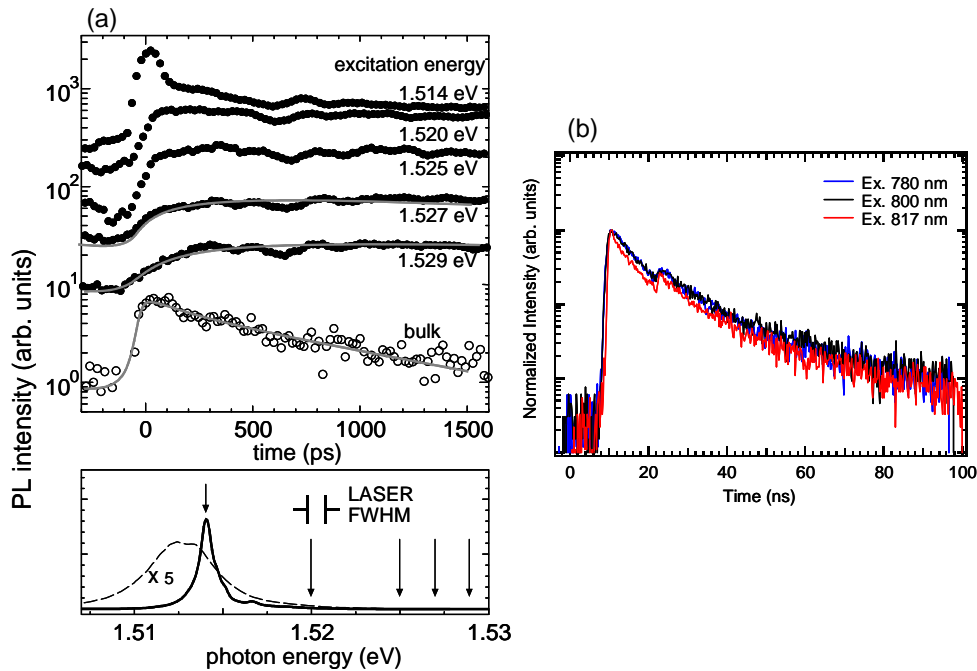 (a)
excitation energy
10³
1.514 eV
1.520 eV
10²
1.525 eV
1.527 eV
10¹
1.529 eV
bulk
10⁰
0
500
1000
1500
time (ps)
PL intensity (arb. units)
LASER
FWHM
x 5
1.51
1.52
1.53
photon energy (eV)
(b)
Ex. 780 nm
Ex. 800 nm
Ex. 817 nm
Normalized Intensity (arb. units)
0
20
40
60
80
100
Time (ns)